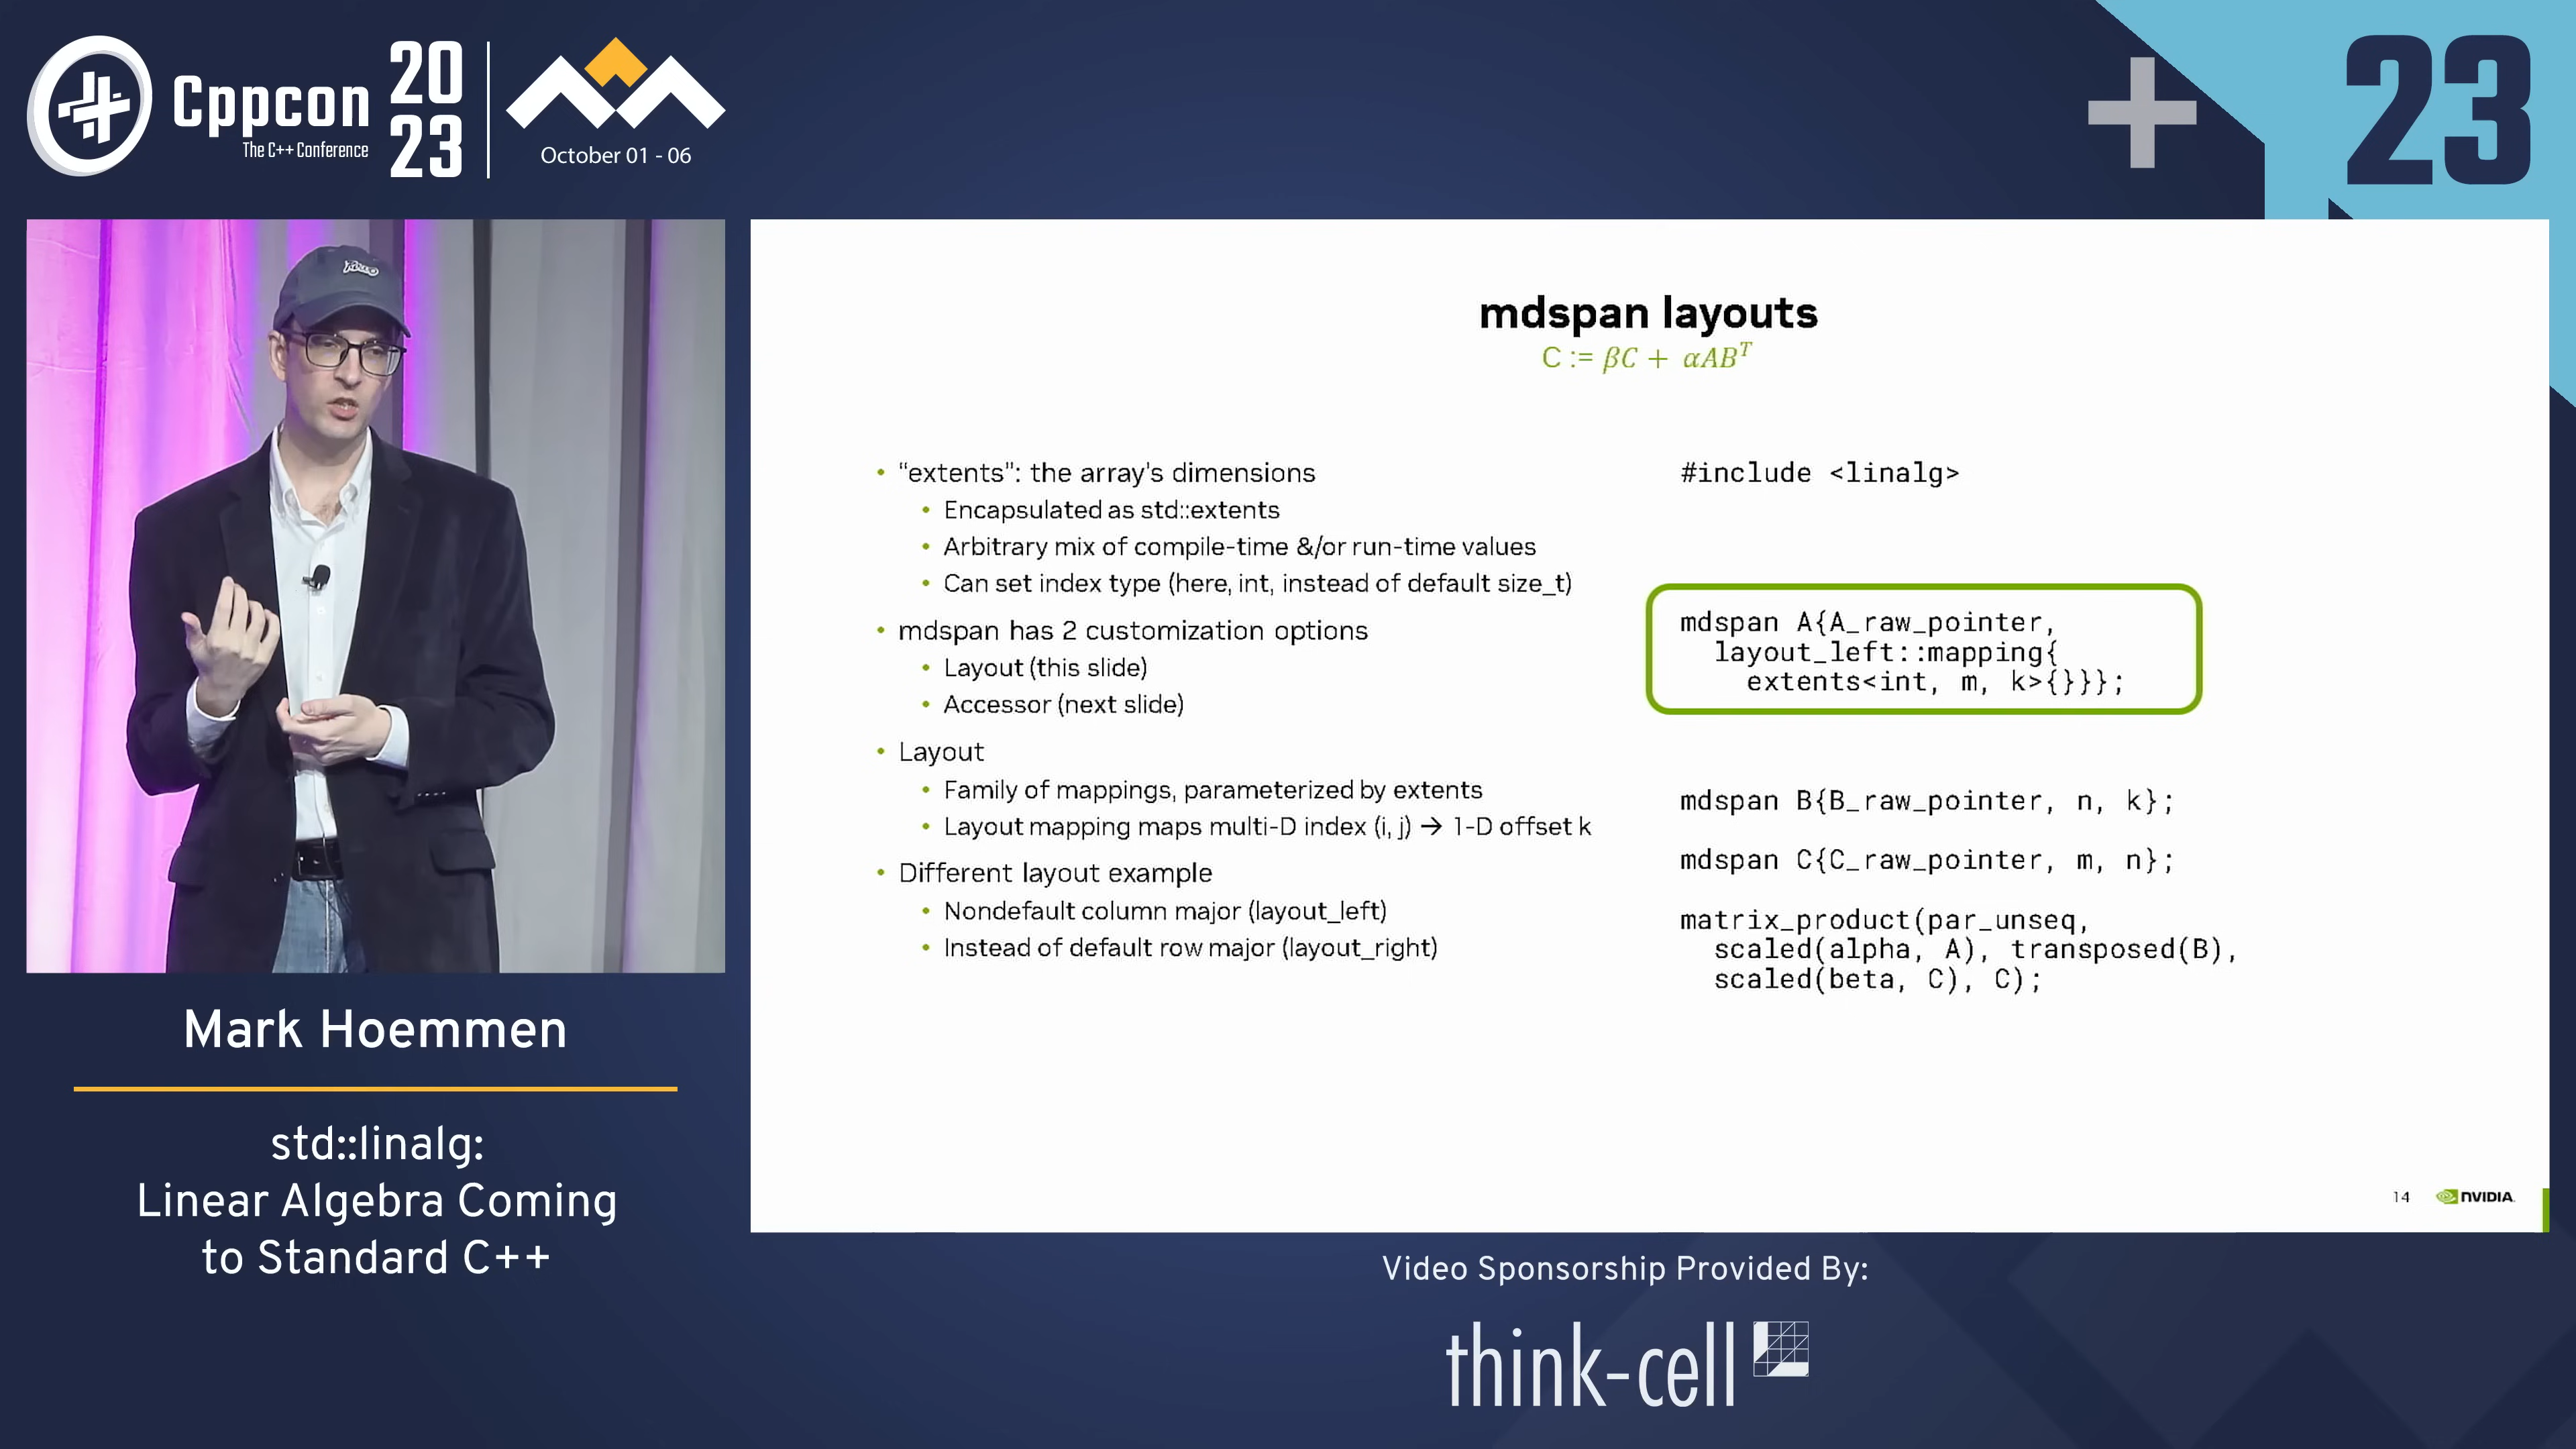 Cppcon
The C++ Conference
20
23
October 01 - 06
23
mdspan layouts
C := βC + αABᵀ
• “extents”: the array’s dimensions
• Encapsulated as std::extents
• Arbitrary mix of compile-time &/or run-time values
• Can set index type (here, int, instead of default size_t)
• mdspan has 2 customization options
• Layout (this slide)
• Accessor (next slide)
• Layout
• Family of mappings, parameterized by extents
• Layout mapping maps multi-D index (i, j) → 1-D offset k
• Different layout example
• Nondefault column major (layout_left)
• Instead of default row major (layout_right)
#include <linalg>
mdspan A{A_raw_pointer,
layout_left::mapping{
extents<int, m, k>{}}};
mdspan B{B_raw_pointer, n, k};
mdspan C{C_raw_pointer, m, n};
matrix_product(par_unseq,
scaled(alpha, A), transposed(B),
scaled(beta, C), C);
14
NVIDIA.
Mark Hoemmen
std::linalg:
Linear Algebra Coming
to Standard C++
Video Sponsorship Provided By:
think-cell